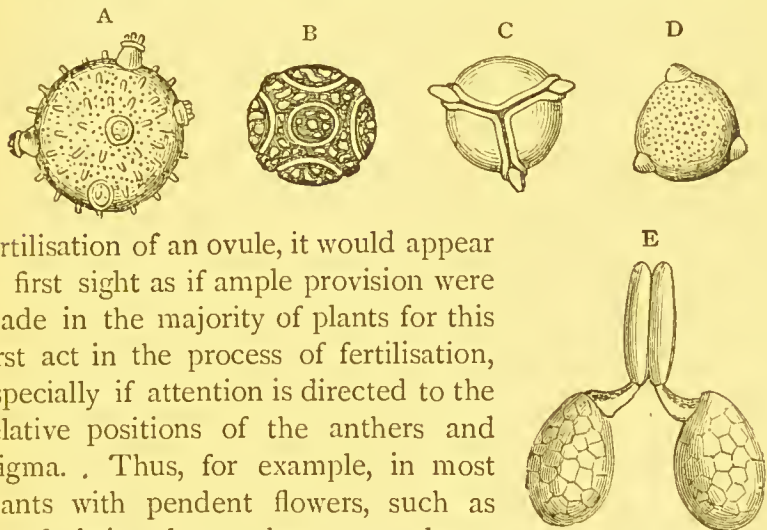 A
B
C
D
E
rtilisation of an ovule, it would appear
first sight as if ample provision were
ade in the majority of plants for this
rst act in the process of fertilisation,
specially if attention is directed to the
elative positions of the anthers and
igma. . Thus, for example, in most
ants with pendent flowers, such as